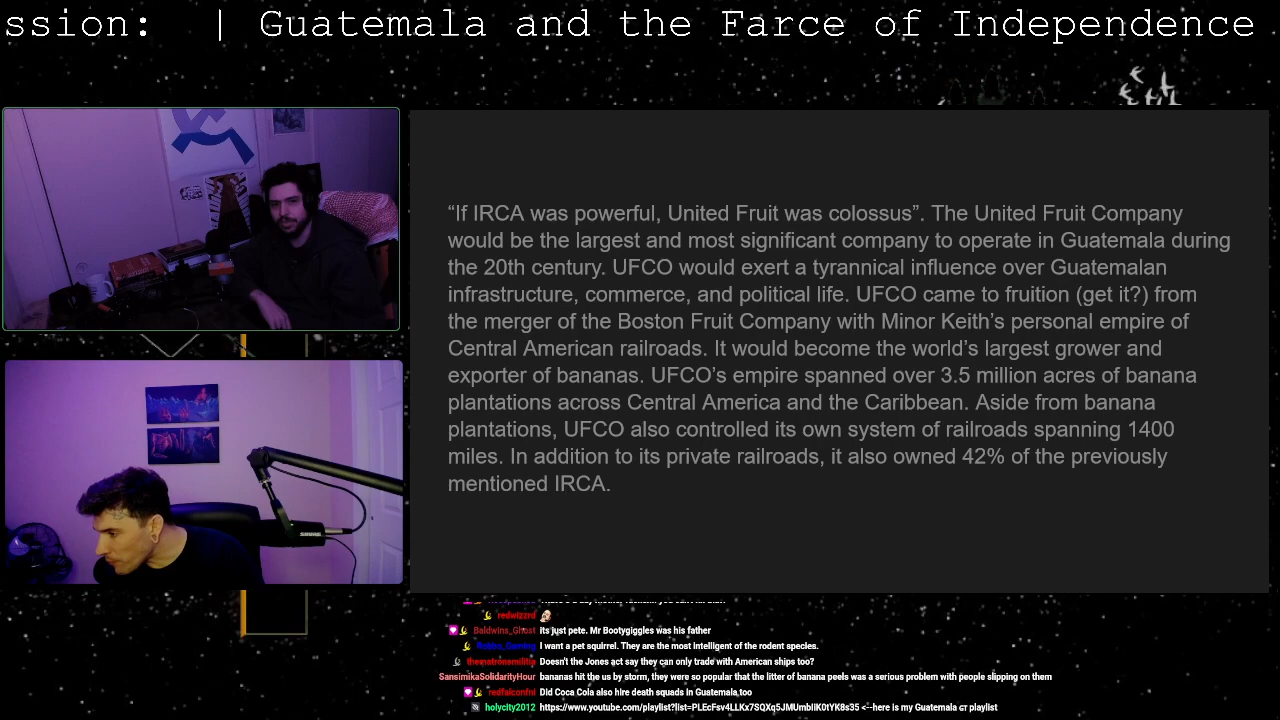 ssion: | Guatemala and the Farce of Independence
“If IRCA was powerful, United Fruit was colossus”. The United Fruit Company
would be the largest and most significant company to operate in Guatemala during
the 20th century. UFCO would exert a tyrannical influence over Guatemalan
infrastructure, commerce, and political life. UFCO came to fruition (get it?) from
the merger of the Boston Fruit Company with Minor Keith’s personal empire of
Central American railroads. It would become the world’s largest grower and
exporter of bananas. UFCO’s empire spanned over 3.5 million acres of banana
plantations across Central America and the Caribbean. Aside from banana
plantations, UFCO also controlled its own system of railroads spanning 1400
miles. In addition to its private railroads, it also owned 42% of the previously
mentioned IRCA.
SHURE
redwizzrd
Baldwins_Ghost its just pete. Mr Bootygiggles was his father
I want a pet squirrel. They are the most intelligent of the rodent species.
Doesn't the Jones act say they can only trade with American ships too?
SansimikaSolidarityHour bananas hit the us by storm, they were so popular that the litter of banana peels was a serious problem with people slipping on them
redfalconfni Did Coca Cola also hire death squads in Guatemala,too
holycity2012 <--here is my Guatemala GT playlist